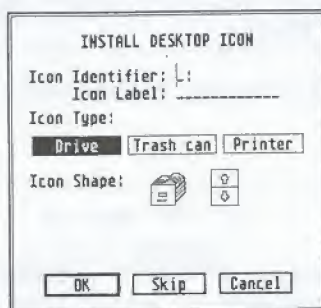 INSTALL DESKTOP ICON
Icon Identifier: _:
Icon Label: ____________
Icon Type:
Drive Trash can Printer
Icon Shape:
OK Skip Cancel